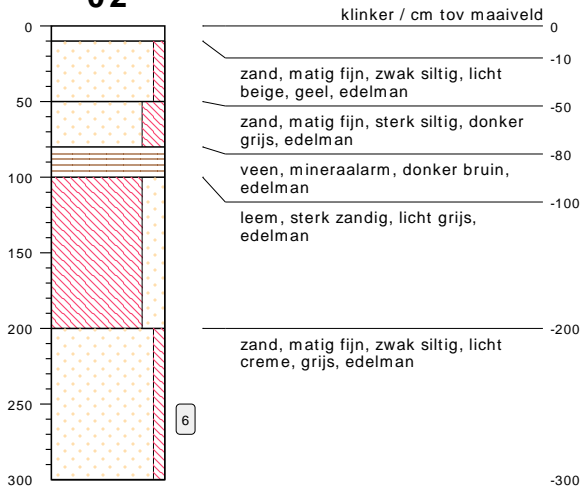 klinker / cm tov maaiveld
0
0
-10
zand, matig fijn, zwak siltig, licht
beige, geel, edelman
50
-50
zand, matig fijn, sterk siltig, donker
grijs, edelman
-80
veen, mineraalarm, donker bruin,
edelman
100
-100
leem, sterk zandig, licht grijs,
edelman
150
200
-200
zand, matig fijn, zwak siltig, licht
creme, grijs, edelman
250
6
300
-300